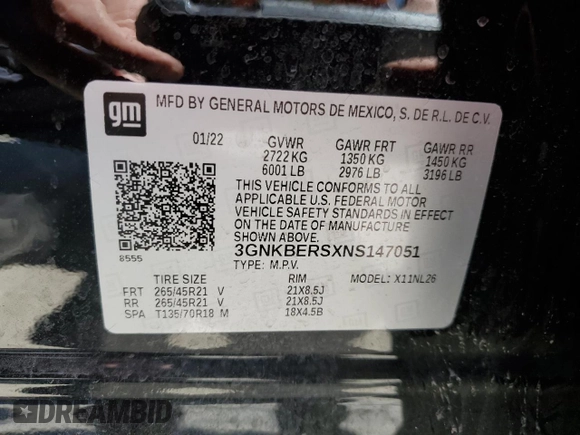 gm
MFD BY GENERAL MOTORS DE MEXICO, S. DE R.L. DE C.V.
01/22 GVWR GAWR FRT GAWR RR
2722 KG 1350 KG 1450 KG
6001 LB 2976 LB 3196 LB
THIS VEHICLE CONFORMS TO ALL
APPLICABLE U.S. FEDERAL MOTOR
VEHICLE SAFETY STANDARDS IN EFFECT
ON THE DATE OF MANUFACTURE
SHOWN ABOVE.
8555
3GNKBERSXNS147051
TYPE: M.P.V. MODEL: X11NL26
TIRE SIZE RIM
FRT 265/45R21 V 21X8.5J
RR 265/45R21 V 21X8.5J
SPA T135/70R18 M 18X4.5B
DREAMBID